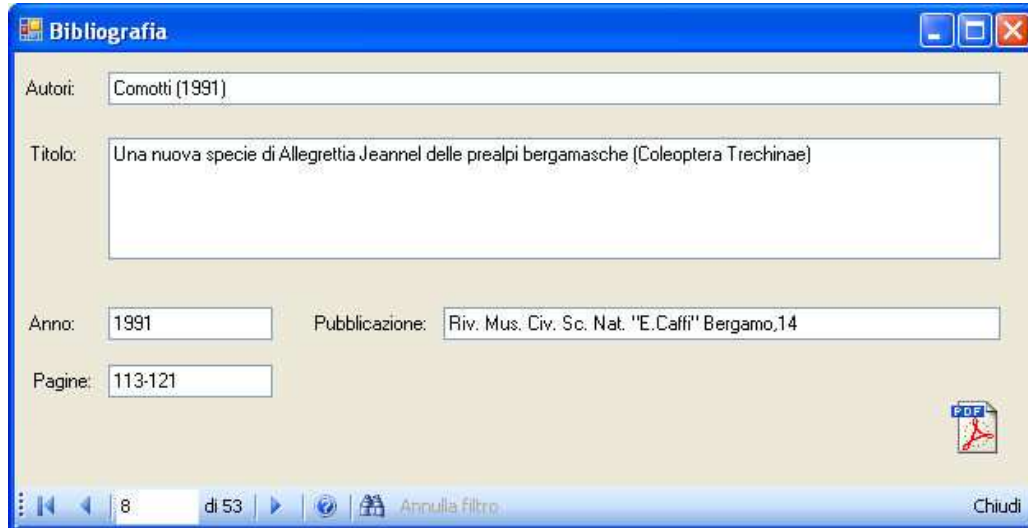 Bibliografia
Autori: Comotti (1991)
Titolo: Una nuova specie di Allegrettia Jeannel delle prealpi bergamasche (Coleoptera Trechinae)
Anno: 1991 Pubblicazione: Riv. Mus. Civ. Sc. Nat. "E.Caffi" Bergamo,14
Pagine: 113-121
PDF
8 di 53 Annulla filtro Chiudi